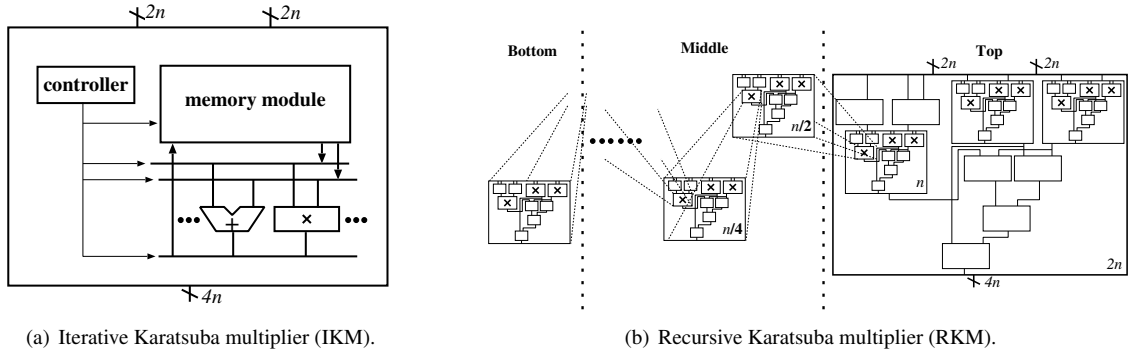 2n
2n
controller
memory module
+
×
4n
(a) Iterative Karatsuba multiplier (IKM).
Bottom
Middle
Top
2n
2n
n/2
n
n/4
4n
2n
(b) Recursive Karatsuba multiplier (RKM).